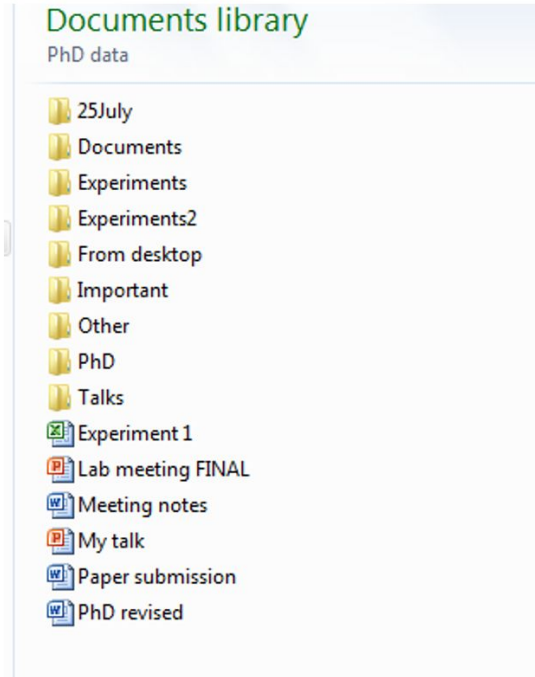 Documents library
PhD data
25July
Documents
Experiments
Experiments2
From desktop
Important
Other
PhD
Talks
Experiment 1
Lab meeting FINAL
Meeting notes
My talk
Paper submission
PhD revised